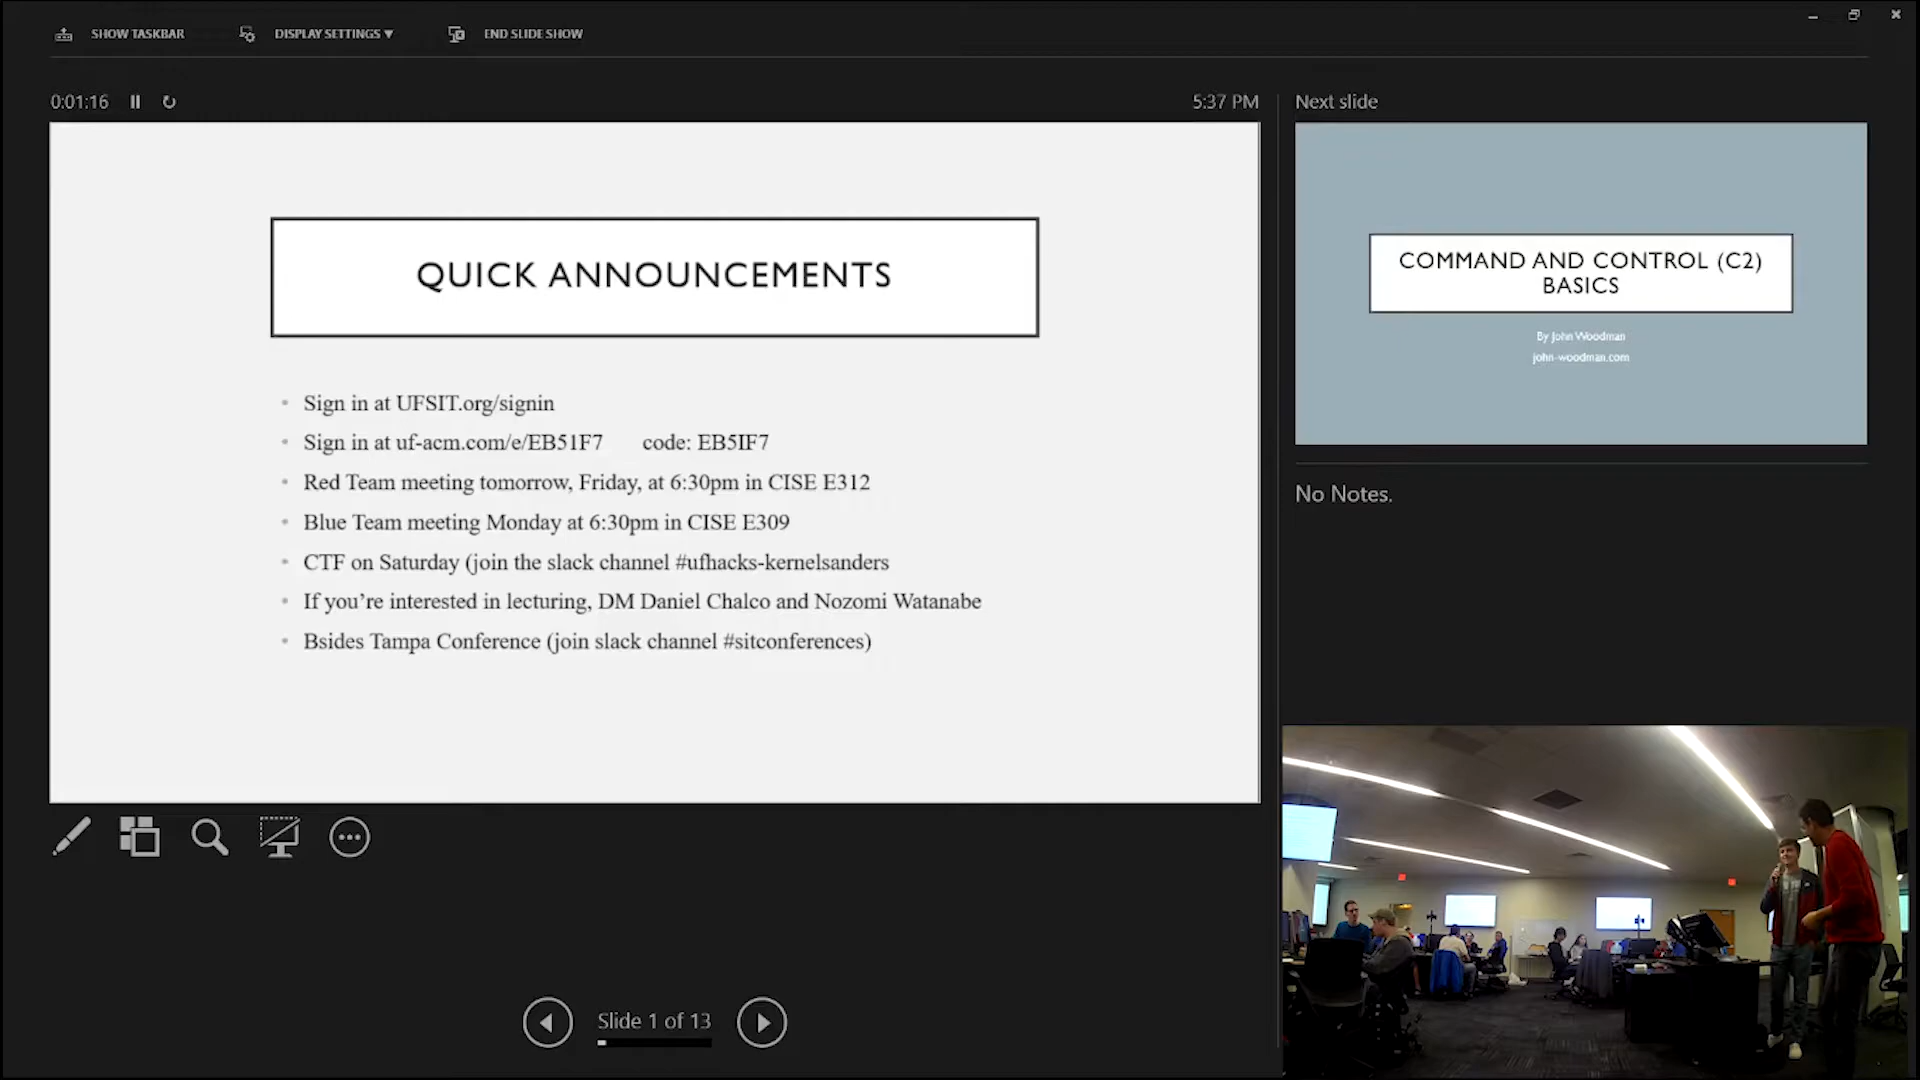 SHOW TASKBAR
DISPLAY SETTINGS ▼
END SLIDE SHOW
0:01:16
5:37 PM
Next slide
QUICK ANNOUNCEMENTS
• Sign in at UFSIT.org/signin
• Sign in at uf-acm.com/e/EB51F7 code: EB5IF7
• Red Team meeting tomorrow, Friday, at 6:30pm in CISE E312
• Blue Team meeting Monday at 6:30pm in CISE E309
• CTF on Saturday (join the slack channel #ufhacks-kernelsanders
• If you’re interested in lecturing, DM Daniel Chalco and Nozomi Watanabe
• Bsides Tampa Conference (join slack channel #sitconferences)
COMMAND AND CONTROL (C2)
BASICS
By John Woodman
john-woodman.com
No Notes.
Slide 1 of 13